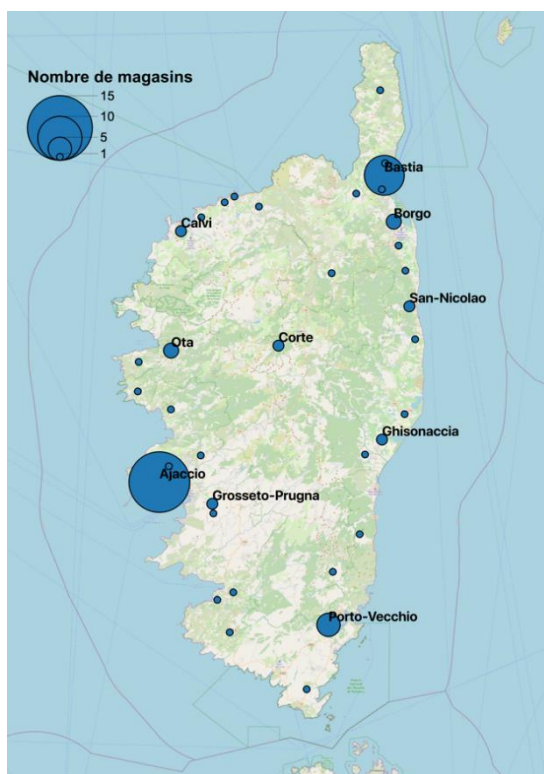 Nombre de magasins
15
10
5
1
Bastia
Borgo
Calvi
San-Nicolao
Corte
Ota
Ghisonaccia
Ajaccio
Grosseto-Prugna
Porto-Vecchio